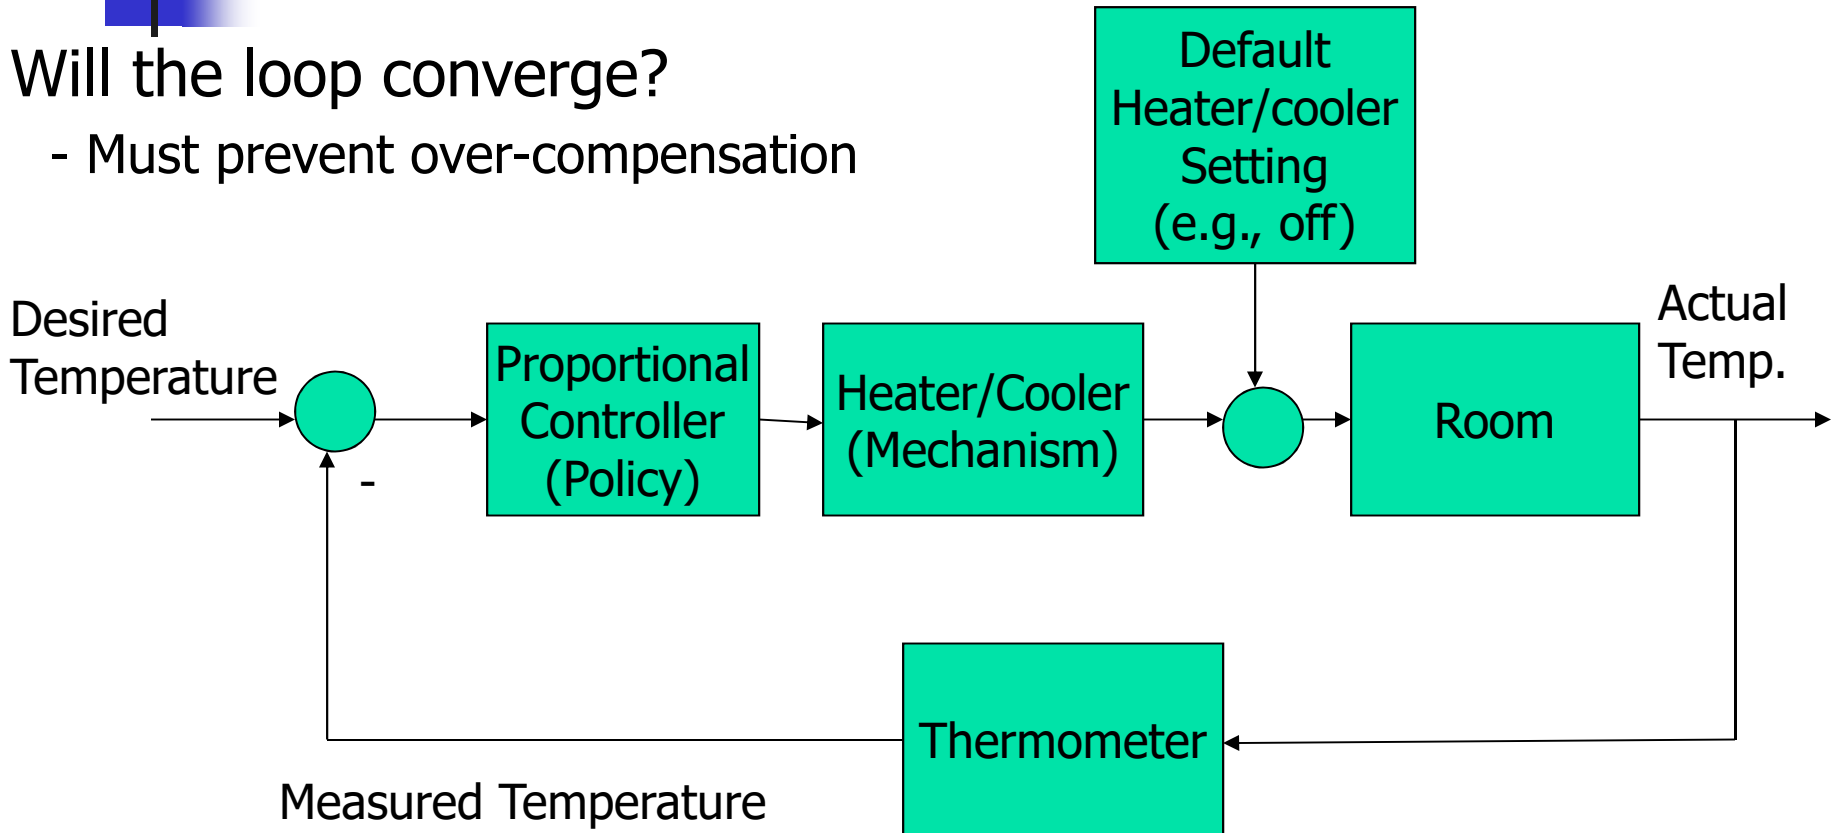 Will the loop converge?
- Must prevent over-compensation
Default
Heater/cooler
Setting
(e.g., off)
Desired
Temperature
-
Proportional
Controller
(Policy)
Heater/Cooler
(Mechanism)
Room
Actual
Temp.
Thermometer
Measured Temperature